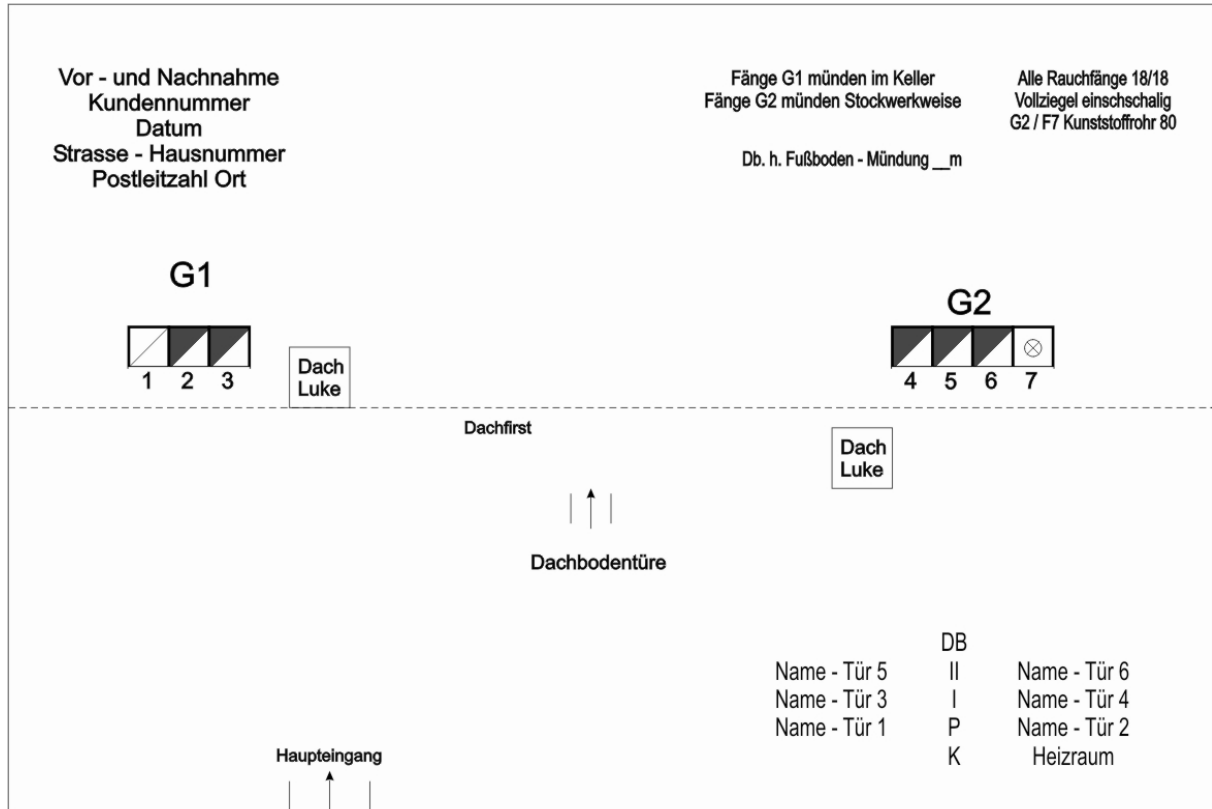 Vor - und Nachnahme
Kundennummer
Datum
Strasse - Hausnummer
Postleitzahl Ort
Fänge G1 münden im Keller
Fänge G2 münden Stockwerkweise
Db. h. Fußboden - Mündung __m
Alle Rauchfänge 18/18
Vollziegel einschschalig
G2 / F7 Kunststoffrohr 80
G1
1 2 3
Dach
Luke
G2
4 5 6 7
Dachfirst
Dach
Luke
Dachbodentüre
DB
Name - Tür 5 II Name - Tür 6
Name - Tür 3 I Name - Tür 4
Name - Tür 1 P Name - Tür 2
K Heizraum
Haupteingang